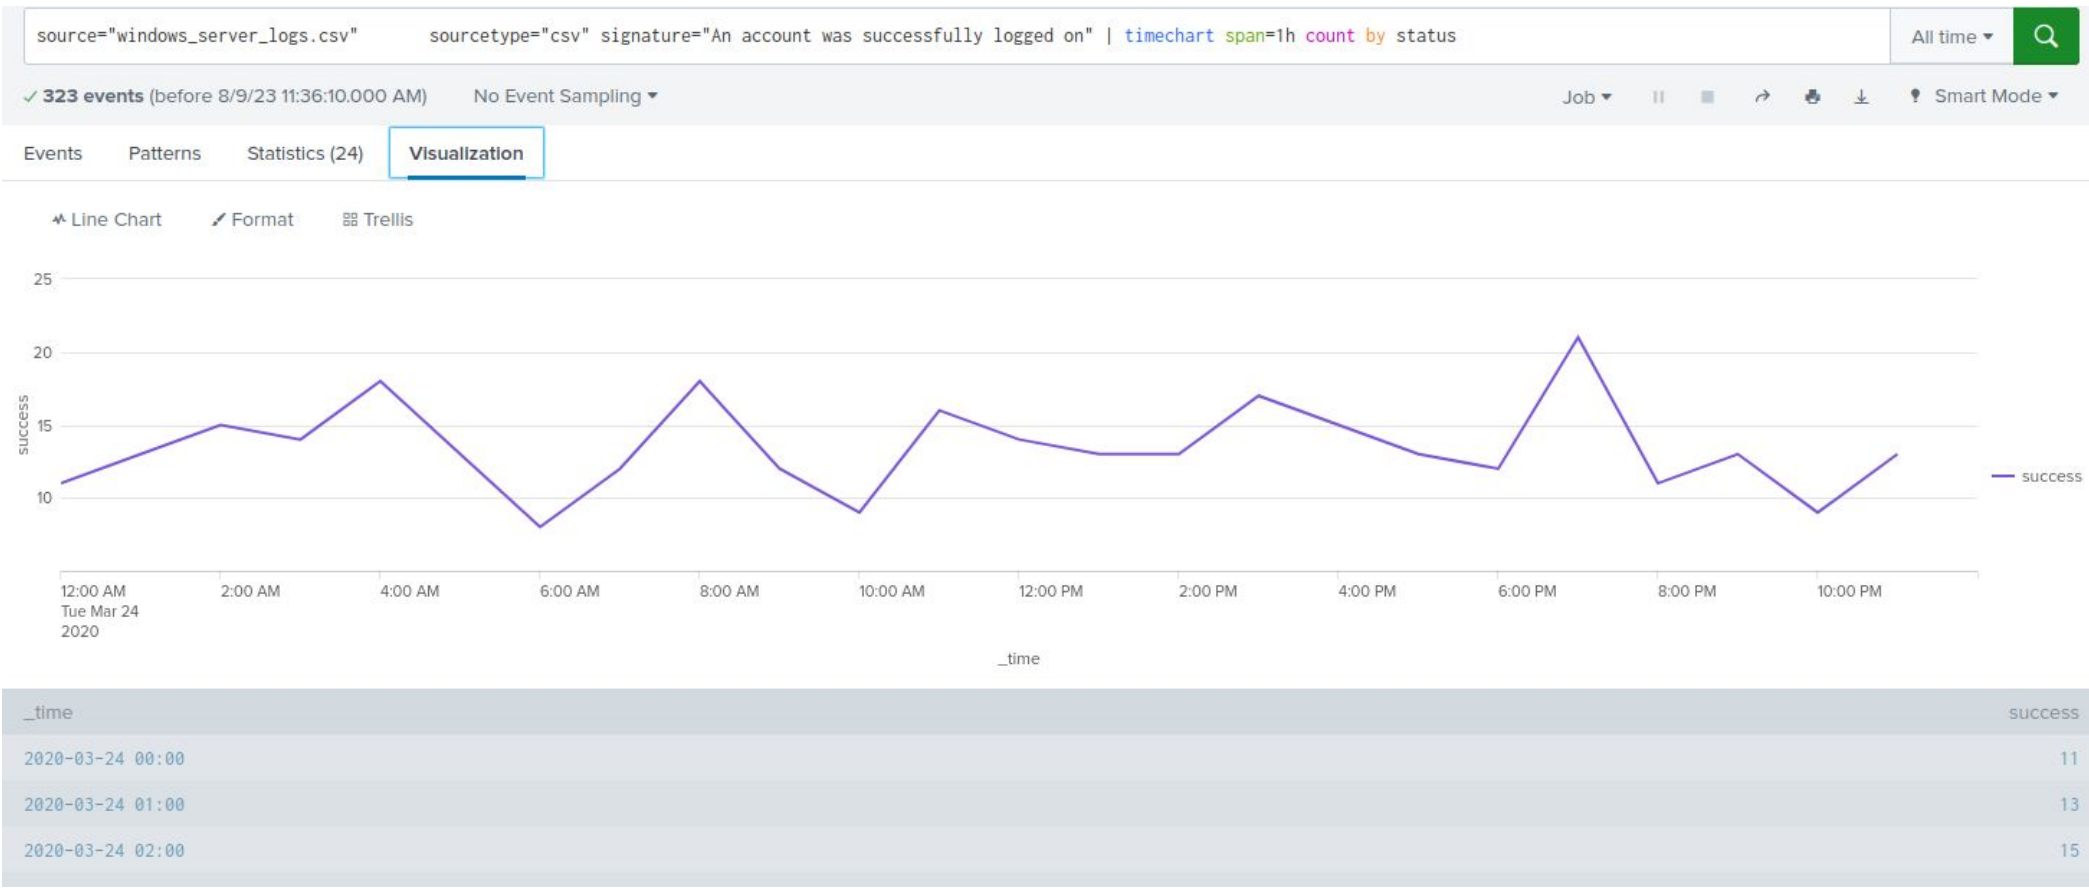 source="windows_server_logs.csv" sourcetype="csv" signature="An account was successfully logged on" | timechart span=1h count by status
All time
323 events (before 8/9/23 11:36:10.000 AM)
No Event Sampling
Job
Smart Mode
Events
Patterns
Statistics (24)
Visualization
Line Chart
Format
Trellis
25
20
15
10
success
success
12:00 AM
Tue Mar 24
2020
2:00 AM
4:00 AM
6:00 AM
8:00 AM
10:00 AM
12:00 PM
2:00 PM
4:00 PM
6:00 PM
8:00 PM
10:00 PM
_time
_time success
2020-03-24 00:00 11
2020-03-24 01:00 13
2020-03-24 02:00 15